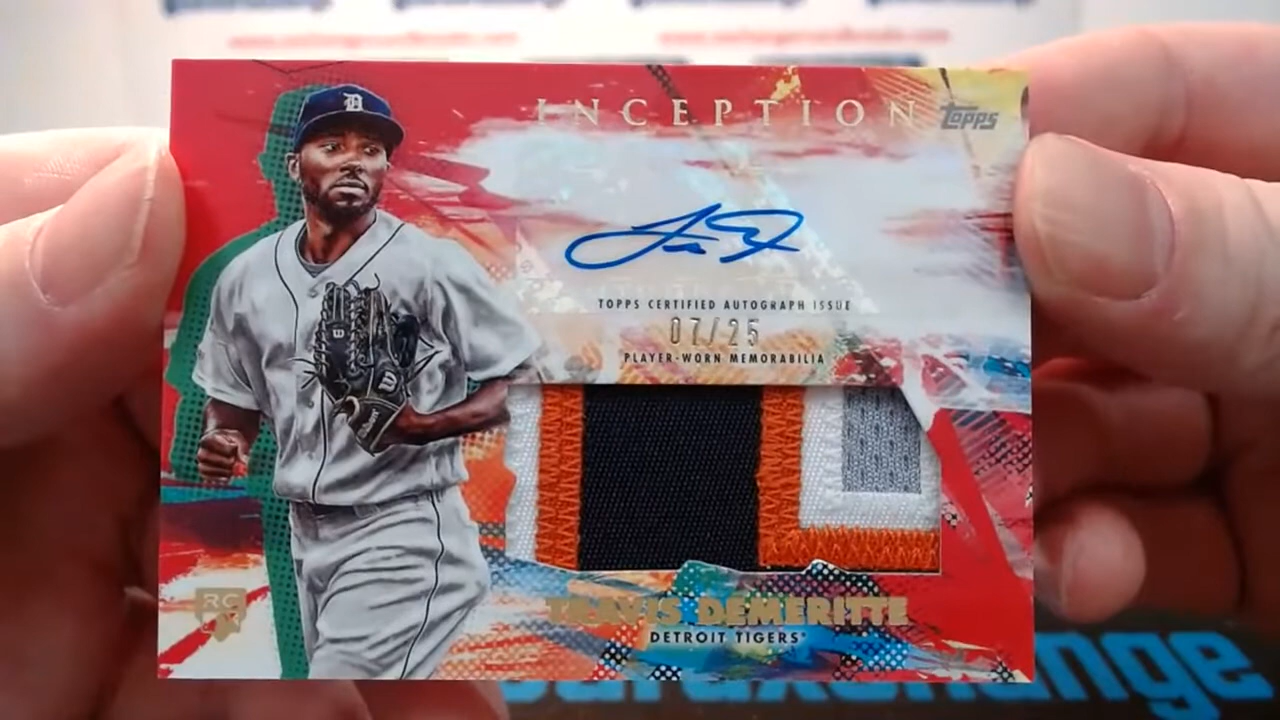 INCEPTION Topps
TOPPS CERTIFIED AUTOGRAPH ISSUE
07/25
PLAYER-WORN MEMORABILIA
RC
TRAVIS DEMERITTE
DETROIT TIGERS
D
W